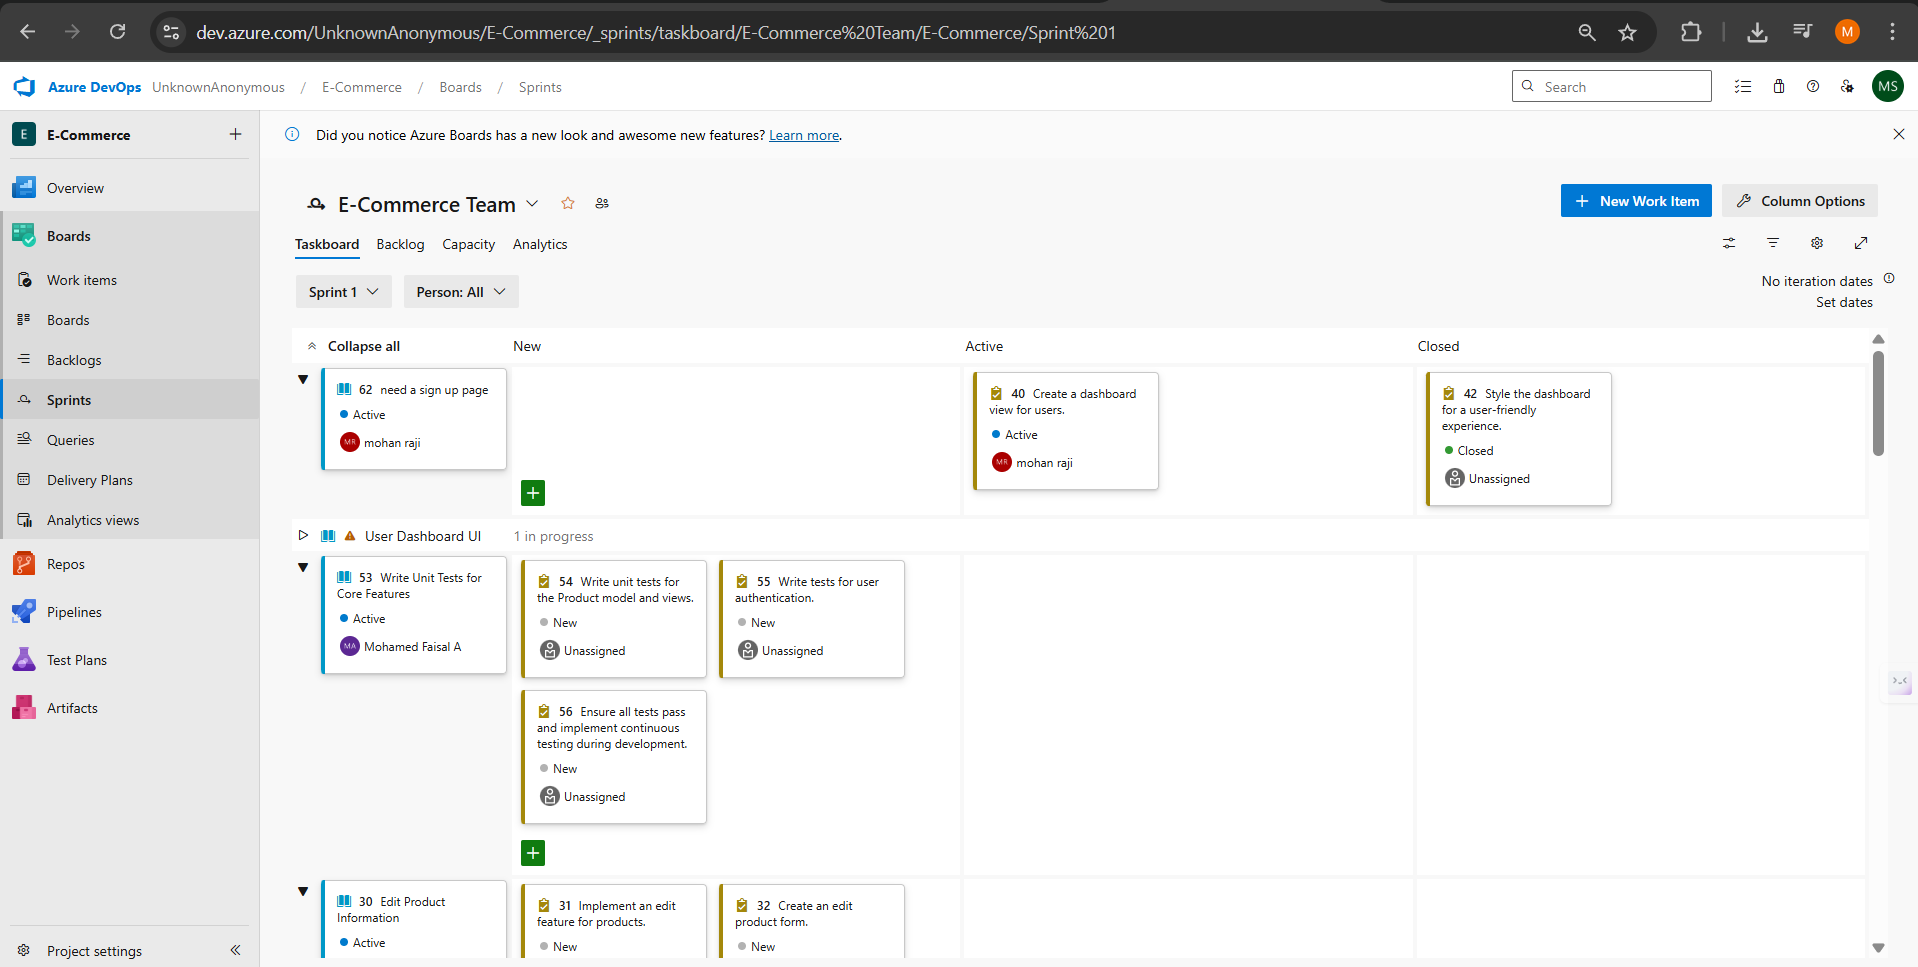 dev.azure.com/UnknownAnonymous/E-Commerce/_sprints/taskboard/E-Commerce%20Team/E-Commerce/Sprint%201
M
Azure DevOps UnknownAnonymous / E-Commerce / Boards / Sprints
Search
MS
E E-Commerce
Did you notice Azure Boards has a new look and awesome new features? Learn more.
Overview
Boards
Work items
Boards
Backlogs
Sprints
Queries
Delivery Plans
Analytics views
Repos
Pipelines
Test Plans
Artifacts
Project settings
E-Commerce Team
New Work Item
Column Options
Taskboard Backlog Capacity Analytics
Sprint 1
Person: All
No iteration dates
Set dates
Collapse all New Active Closed
62 need a sign up page
Active
MR mohan raji
40 Create a dashboard
view for users.
Active
MR mohan raji
42 Style the dashboard
for a user-friendly
experience.
Closed
Unassigned
User Dashboard UI 1 in progress
53 Write Unit Tests for
Core Features
Active
MA Mohamed Faisal A
54 Write unit tests for
the Product model and views.
New
Unassigned
55 Write tests for user
authentication.
New
Unassigned
56 Ensure all tests pass
and implement continuous
testing during development.
New
Unassigned
30 Edit Product
Information
Active
31 Implement an edit
feature for products.
New
32 Create an edit
product form.
New